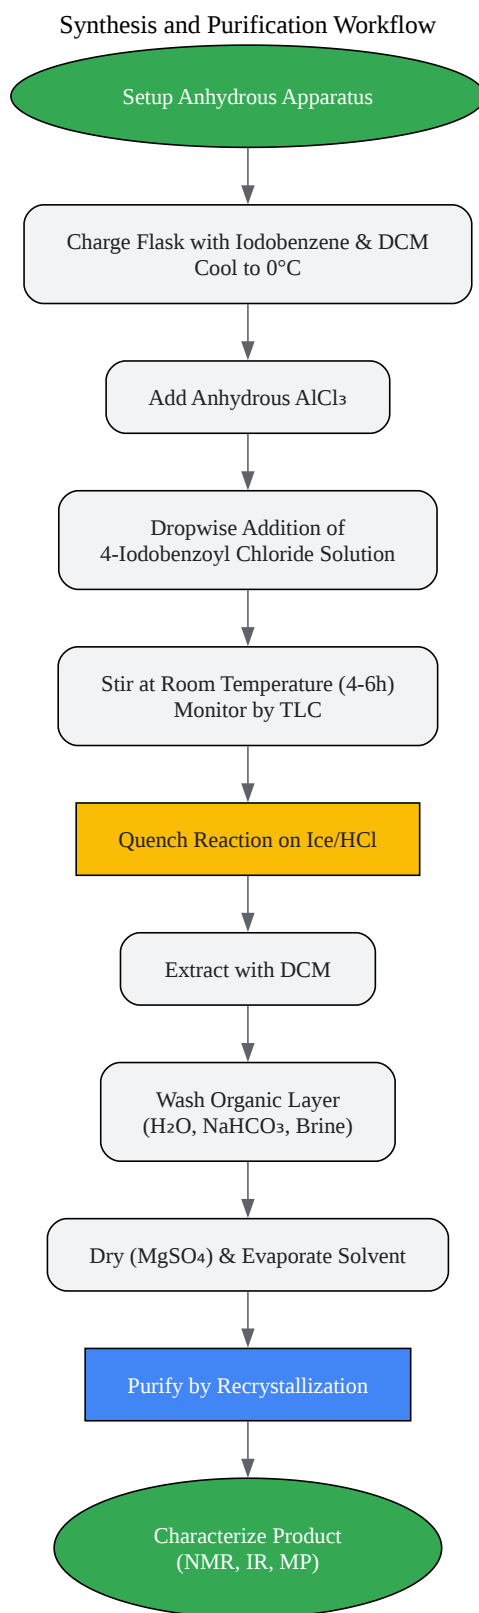 Synthesis and Purification Workflow
Setup Anhydrous Apparatus
Charge Flask with Iodobenzene & DCM
Cool to 0°C
Add Anhydrous AlCl₃
Dropwise Addition of
4-Iodobenzoyl Chloride Solution
Stir at Room Temperature (4-6h)
Monitor by TLC
Quench Reaction on Ice/HCl
Extract with DCM
Wash Organic Layer
(H₂O, NaHCO₃, Brine)
Dry (MgSO₄) & Evaporate Solvent
Purify by Recrystallization
Characterize Product
(NMR, IR, MP)